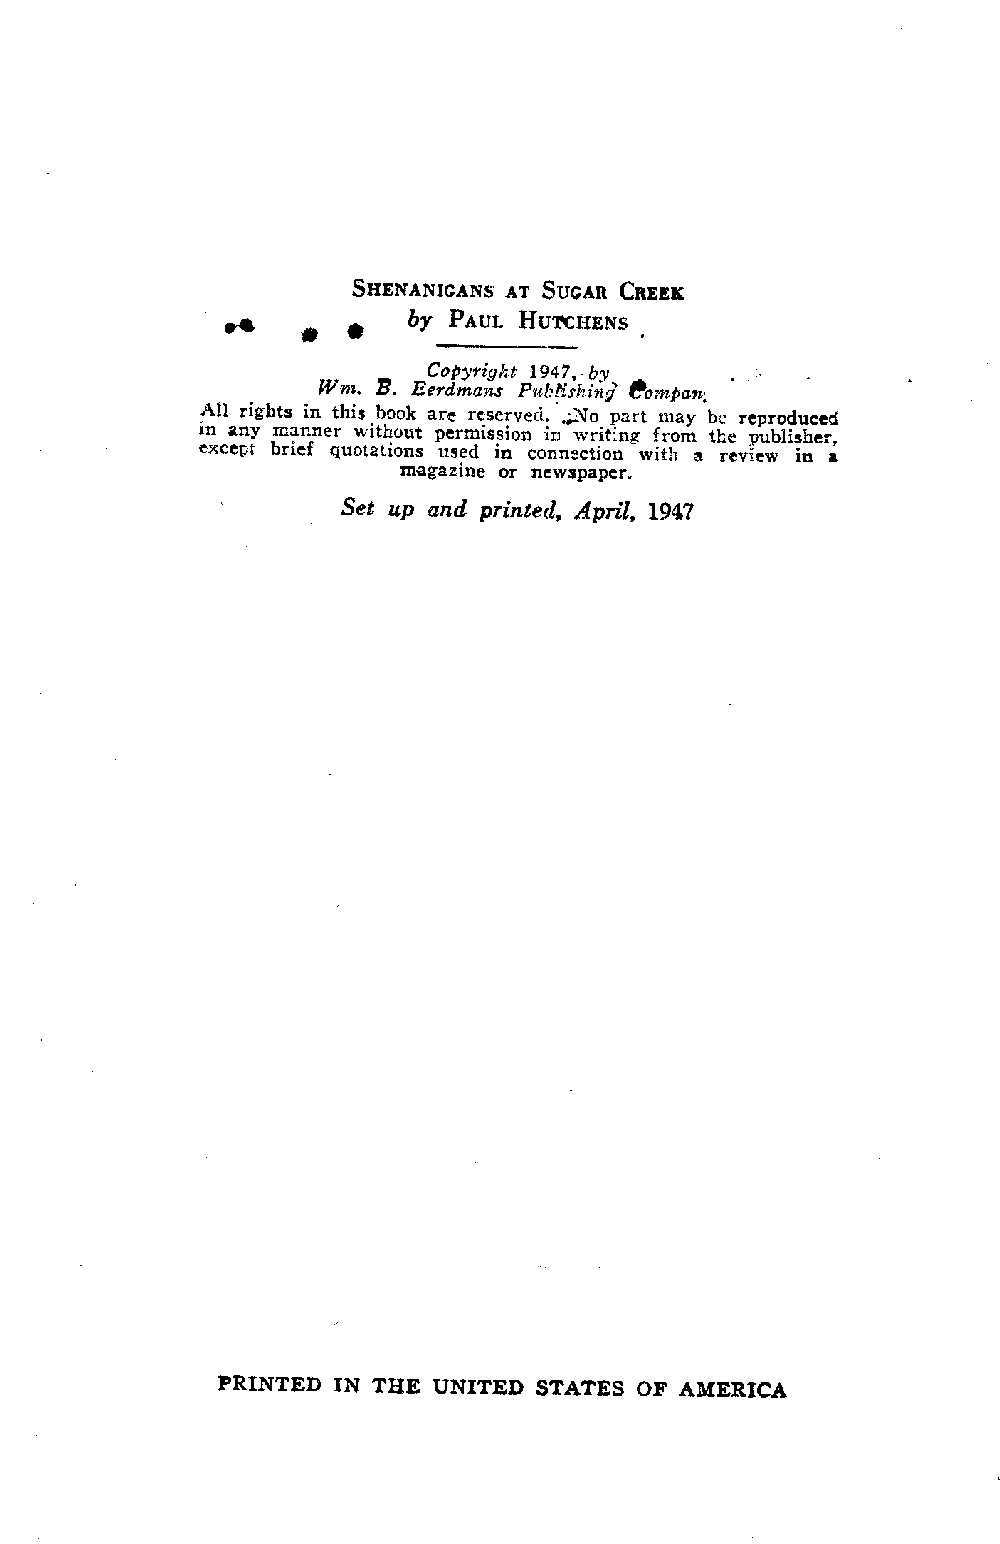 SHENANIGANS AT SUGAR CREEK
by PAUL HUTCHENS
Copyright 1947, by
Wm. B. Eerdmans Publishing Company
All rights in this book are reserved. No part may be reproduced
in any manner without permission in writing from the publisher,
except brief quotations used in connection with a review in a
magazine or newspaper.
Set up and printed, April, 1947
PRINTED IN THE UNITED STATES OF AMERICA